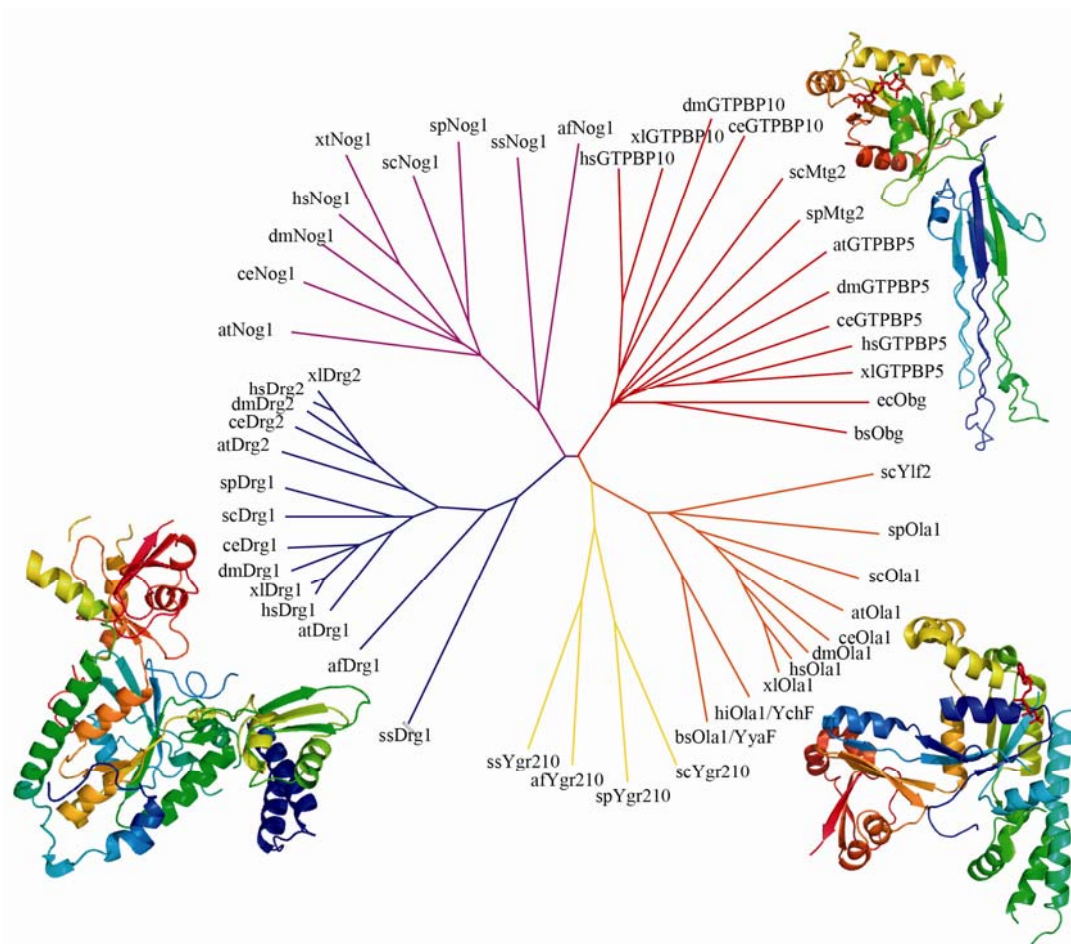 xtNog1
scNog1
spNog1
ssNog1
afNog1
hsNog1
dmNog1
ceNog1
atNog1
dmGTPBP10
xlGTPBP10
ceGTPBP10
hsGTPBP10
scMtg2
spMtg2
atGTPBP5
dmGTPBP5
ceGTPBP5
hsGTPBP5
xlGTPBP5
ecObg
bsObg
xlDrg2
hsDrg2
dmDrg2
ceDrg2
atDrg2
spDrg1
scDrg1
ceDrg1
dmDrg1
xlDrg1
hsDrg1
atDrg1
afDrg1
ssDrg1
scYlf2
spOla1
scOla1
atOla1
ceOla1
dmOla1
hsOla1
xlOla1
hiOla1/YchF
bsOla1/YyaF
ssYgr210
afYgr210
spYgr210
scYgr210